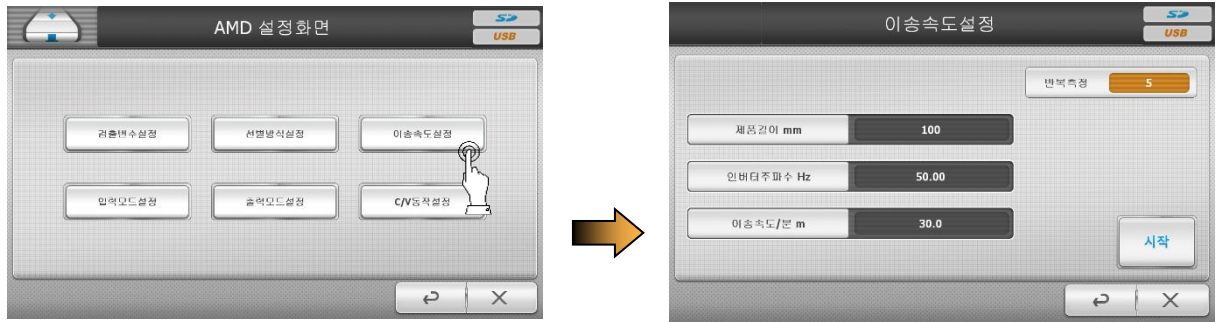 AMD 설정화면
SD
USB
검출변수설정
선별방식설정
이송속도설정
입력모드설정
출력모드설정
C/V동작설정
이송속도설정
SD
USB
반복측정 5
제품길이 mm 100
인버터주파수 Hz 50.00
이송속도/분 m 30.0
시작